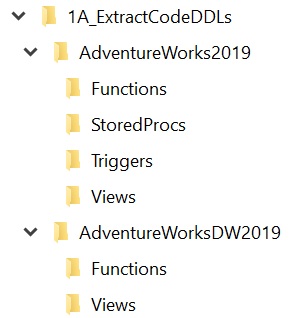 1A_ExtractCodeDDLs
AdventureWorks2019
Functions
StoredProcs
Triggers
Views
AdventureWorksDW2019
Functions
Views